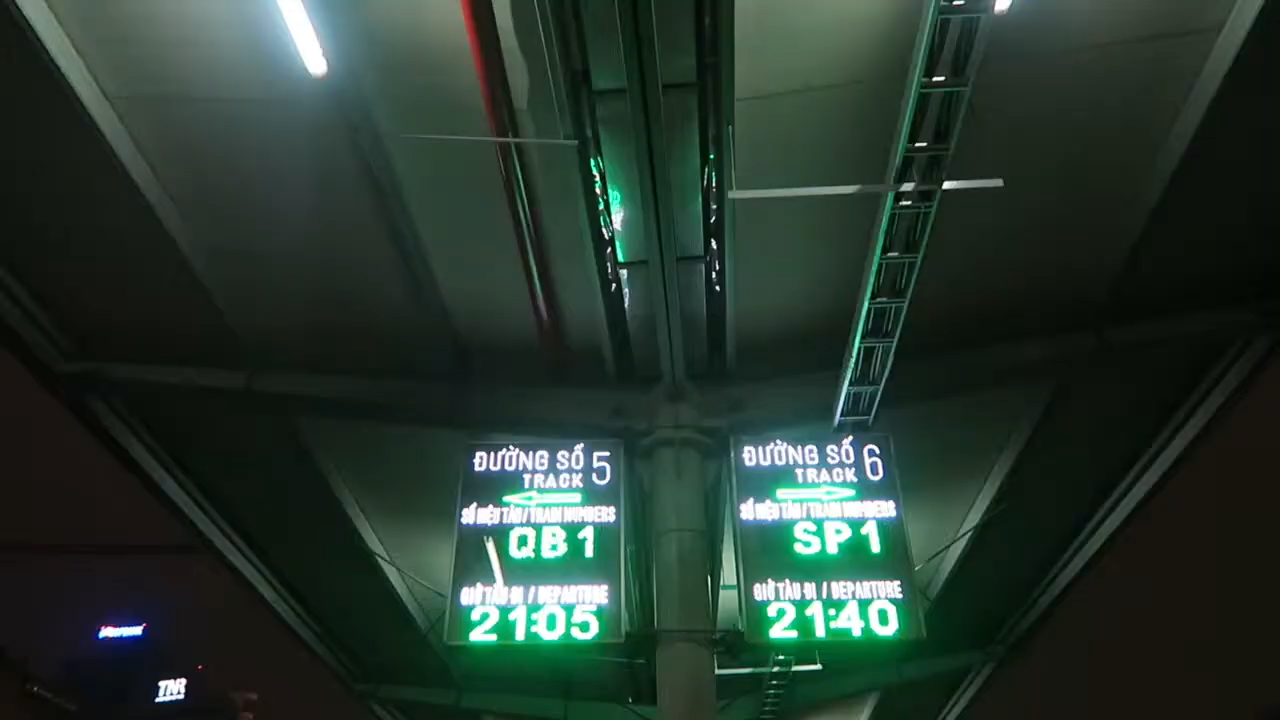 ĐƯỜNG SỐ 5
TRACK
SỐ HIỆU TÀU/TRAIN NUMBERS
QB1
GIỜ TÀU ĐI / DEPARTURE
21:05
ĐƯỜNG SỐ 6
TRACK
SỐ HIỆU TÀU/TRAIN NUMBERS
SP1
GIỜ TÀU ĐI / DEPARTURE
21:40
TNR